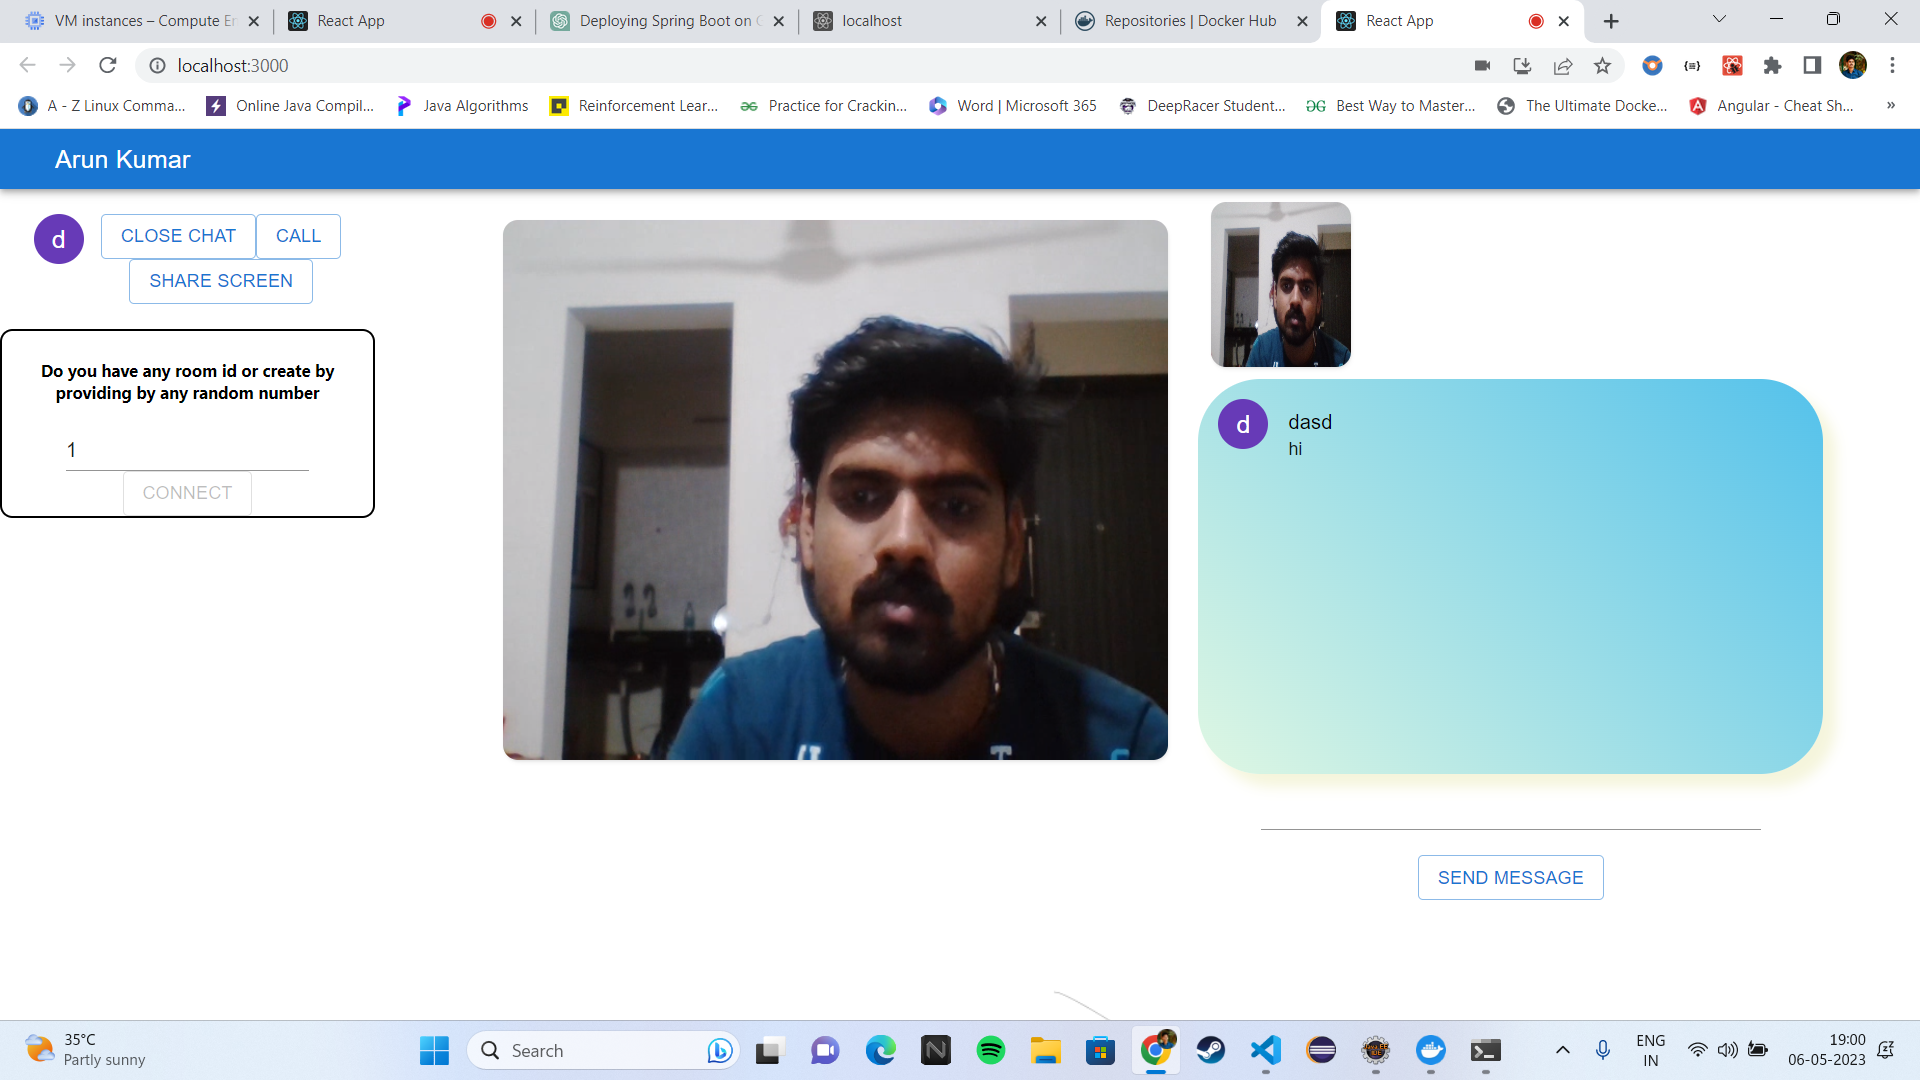 VM instances – Compute En
React App
Deploying Spring Boot on
localhost
Repositories | Docker Hub
React App
localhost:3000
A - Z Linux Comma...
Online Java Compil...
Java Algorithms
Reinforcement Lear...
Practice for Crackin...
Word | Microsoft 365
DeepRacer Student...
Best Way to Master...
The Ultimate Docke...
Angular - Cheat Sh...
»
Arun Kumar
d
CLOSE CHAT
CALL
SHARE SCREEN
Do you have any room id or create by
providing by any random number
1
CONNECT
d
dasd
hi
SEND MESSAGE
35°C
Partly sunny
Search
ENG
IN
19:00
06-05-2023